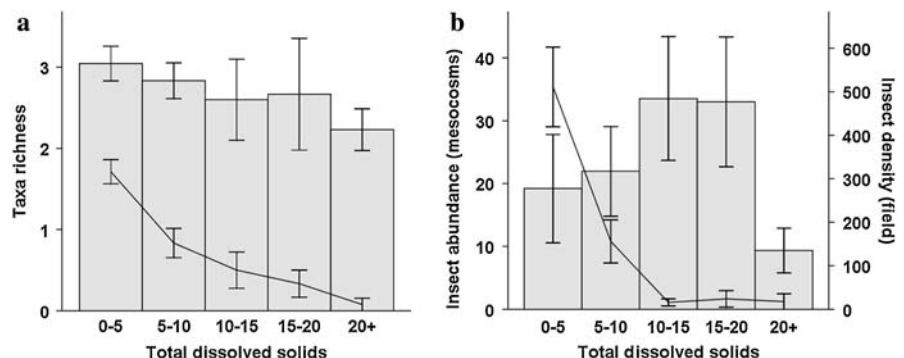 a
Taxa richness
3
2
1
0
0-5 5-10 10-15 15-20 20+
Total dissolved solids
b
Insect abundance (mesocosms)
40
30
20
10
0
0-5 5-10 10-15 15-20 20+
Total dissolved solids
600
500
400
300
200
100
0
Insect density (field)